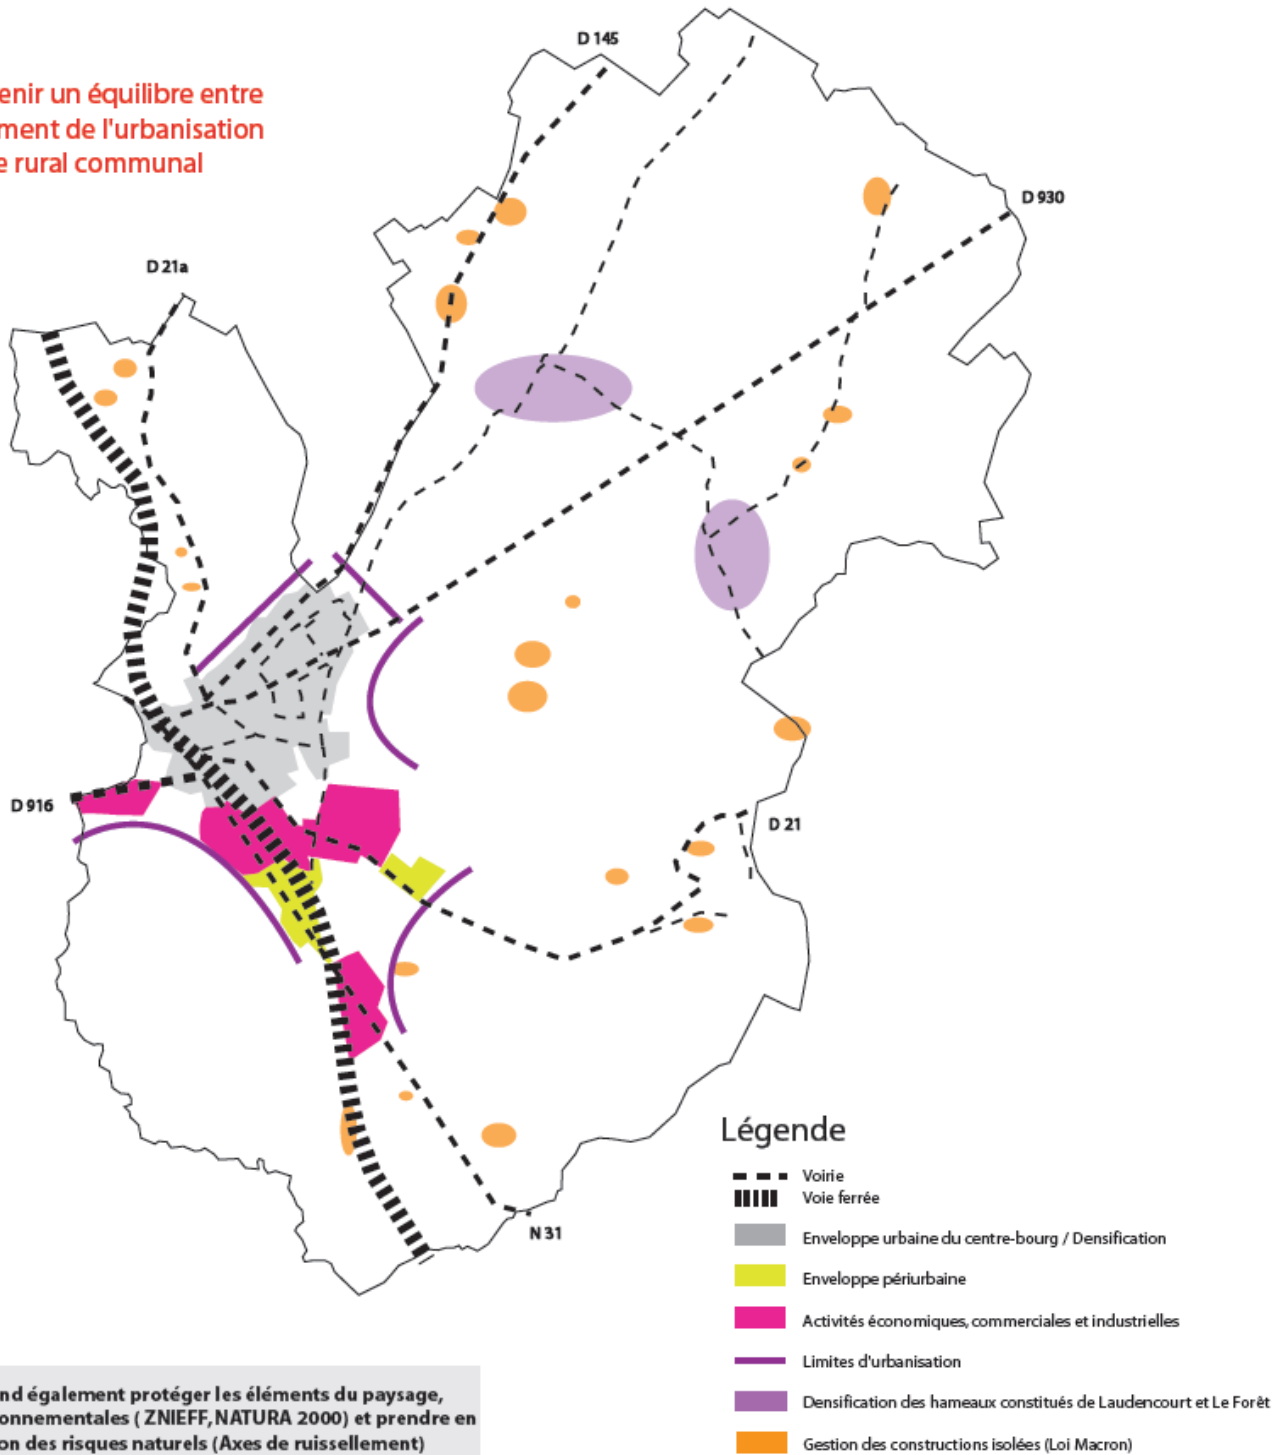 D 145
enir un équilibre entre
ment de l'urbanisation
e rural communal
D 930
D 21a
D 916
D 21
N 31
Légende
Voirie
Voie ferrée
Enveloppe urbaine du centre-bourg / Densification
Enveloppe périurbaine
Activités économiques, commerciales et industrielles
Limites d'urbanisation
Densification des hameaux constitués de Laudencourt et Le Forêt
Gestion des constructions isolées (Loi Macron)
nd également protéger les éléments du paysage,
onnementales ( ZNIEFF, NATURA 2000) et prendre en
on des risques naturels (Axes de ruissellement)